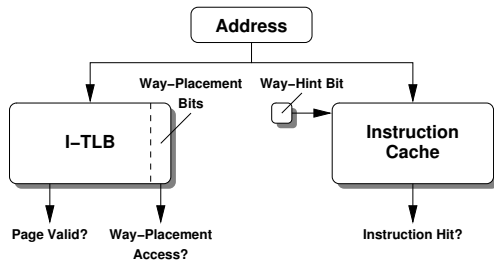 Address
Way–Placement
Bits
Way–Hint Bit
I–TLB
Instruction
Cache
Page Valid?
Way–Placement
Access?
Instruction Hit?